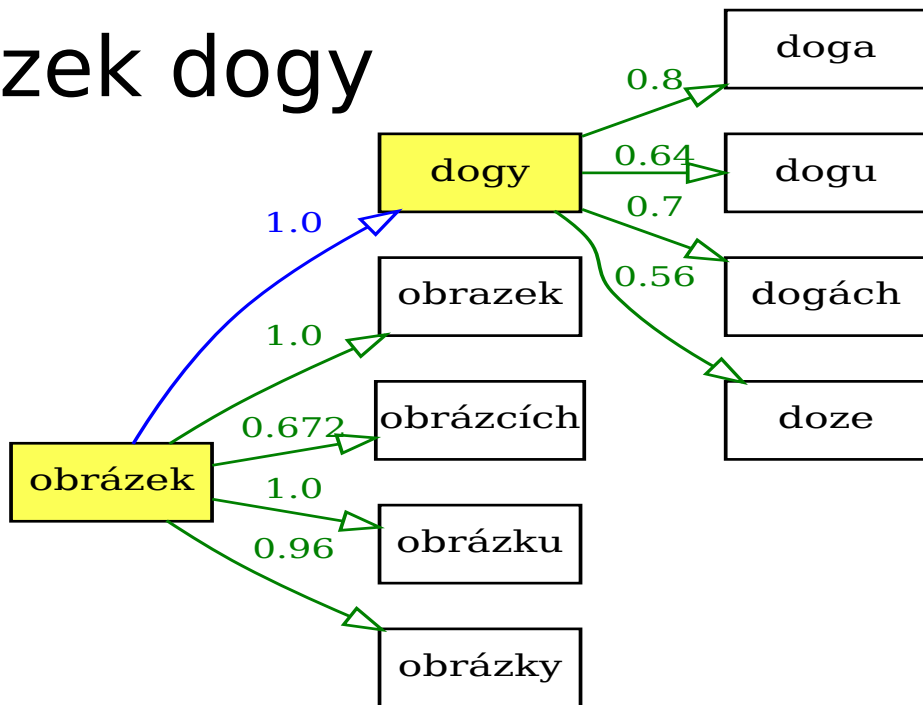 zek dogy
doga
0.8
dogy
0.64
dogu
0.7
1.0
0.56
obrazek
dogách
1.0
obrázcích
doze
0.672
obrázek
1.0
obrázku
0.96
obrázky